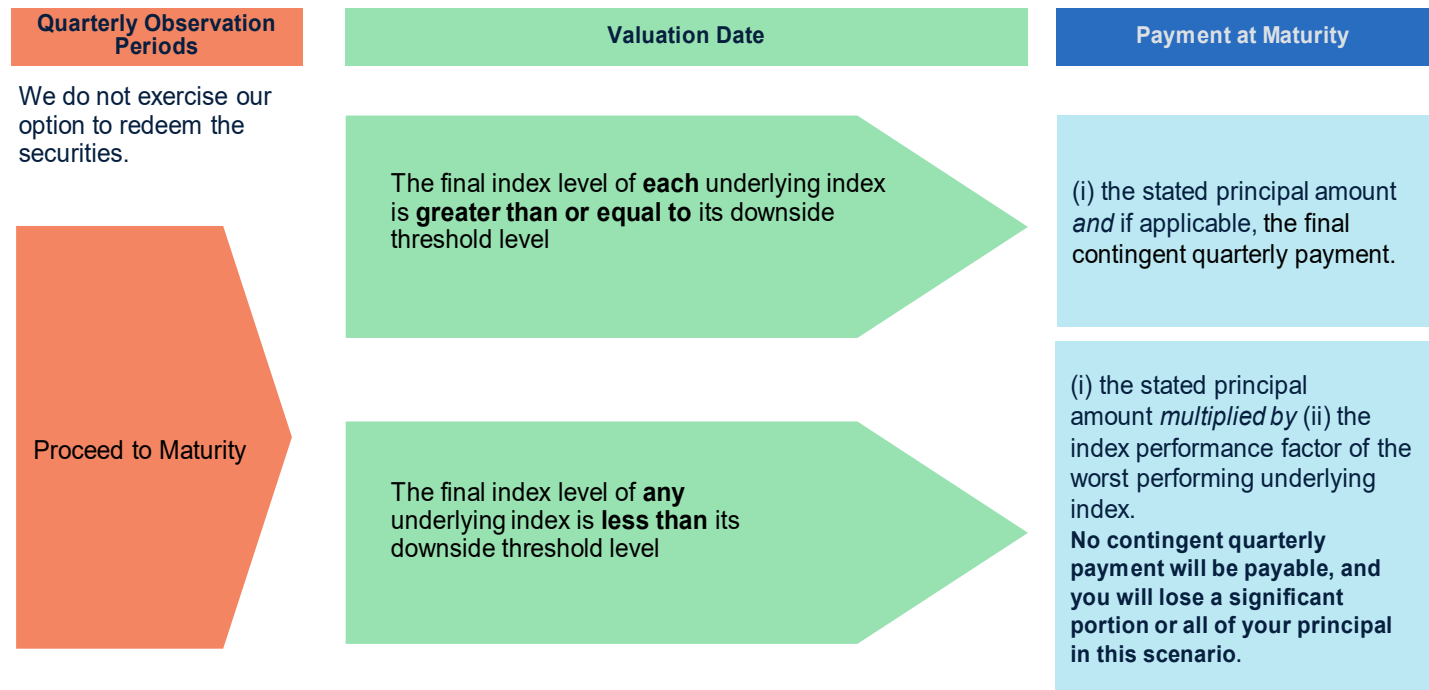 Quarterly Observation
Periods
Valuation Date
Payment at Maturity
We do not exercise our
option to redeem the
securities.
Proceed to Maturity
The final index level of each underlying index
is greater than or equal to its downside
threshold level
(i) the stated principal amount
and if applicable, the final
contingent quarterly payment.
The final index level of any
underlying index is less than its
downside threshold level
(i) the stated principal
amount multiplied by (ii) the
index performance factor of the
worst performing underlying
index.
No contingent quarterly
payment will be payable, and
you will lose a significant
portion or all of your principal
in this scenario.